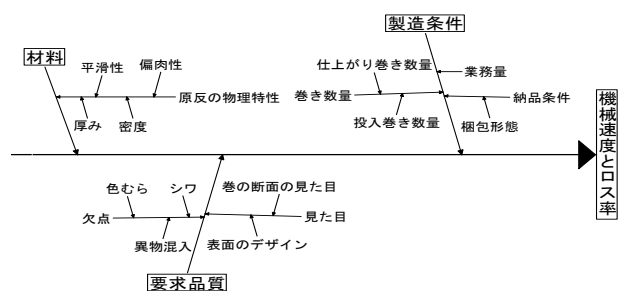 製造条件
材料
平滑性
偏肉性
原反の物理特性
厚み
密度
仕上がり巻き数量
業務量
巻き数量
納品条件
投入巻き数量
梱包形態
機械速度とロス率
色むら
シワ
巻の断面の見た目
欠点
見た目
異物混入
表面のデザイン
要求品質